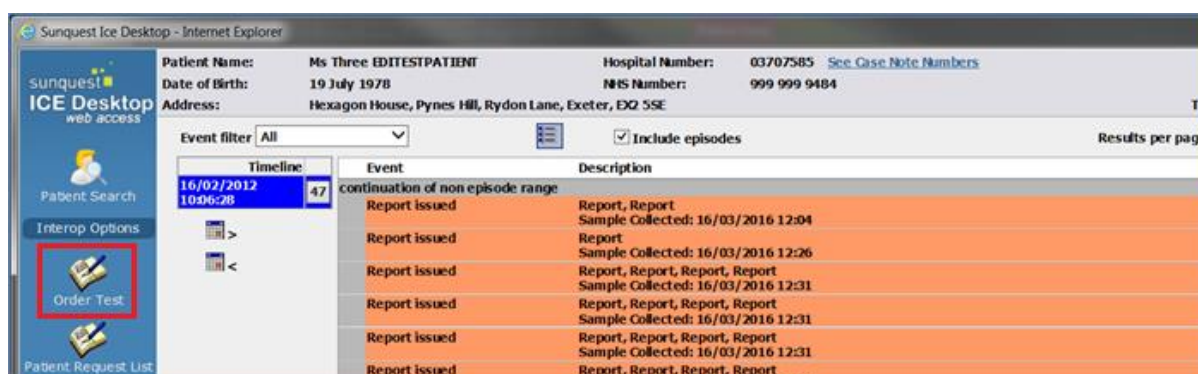 Sunquest Ice Desktop - Internet Explorer
sunquest
ICE Desktop
web access
Patient Name: Ms Three EDITESTPATIENT Hospital Number: 03707585 See Case Note Numbers
Date of Birth: 19 July 1978 NHS Number: 999 999 9484
Address: Hexagon House, Pynes Hill, Rydon Lane, Exeter, EX2 5SE
Event filter All Include episodes Results per pag
Timeline Event Description
16/02/2012
10:06:28
47
continuation of non episode range
Report issued Report, Report
Sample Collected: 16/03/2016 12:04
Report issued Report
Sample Collected: 16/03/2016 12:26
Report issued Report, Report, Report, Report
Sample Collected: 16/03/2016 12:31
Report issued Report, Report, Report, Report
Sample Collected: 16/03/2016 12:31
Report issued Report, Report, Report, Report
Sample Collected: 16/03/2016 12:31
Report issued Report, Report, Report, Report
>
<
Patient Search
Interop Options
Order Test
Patient Request List